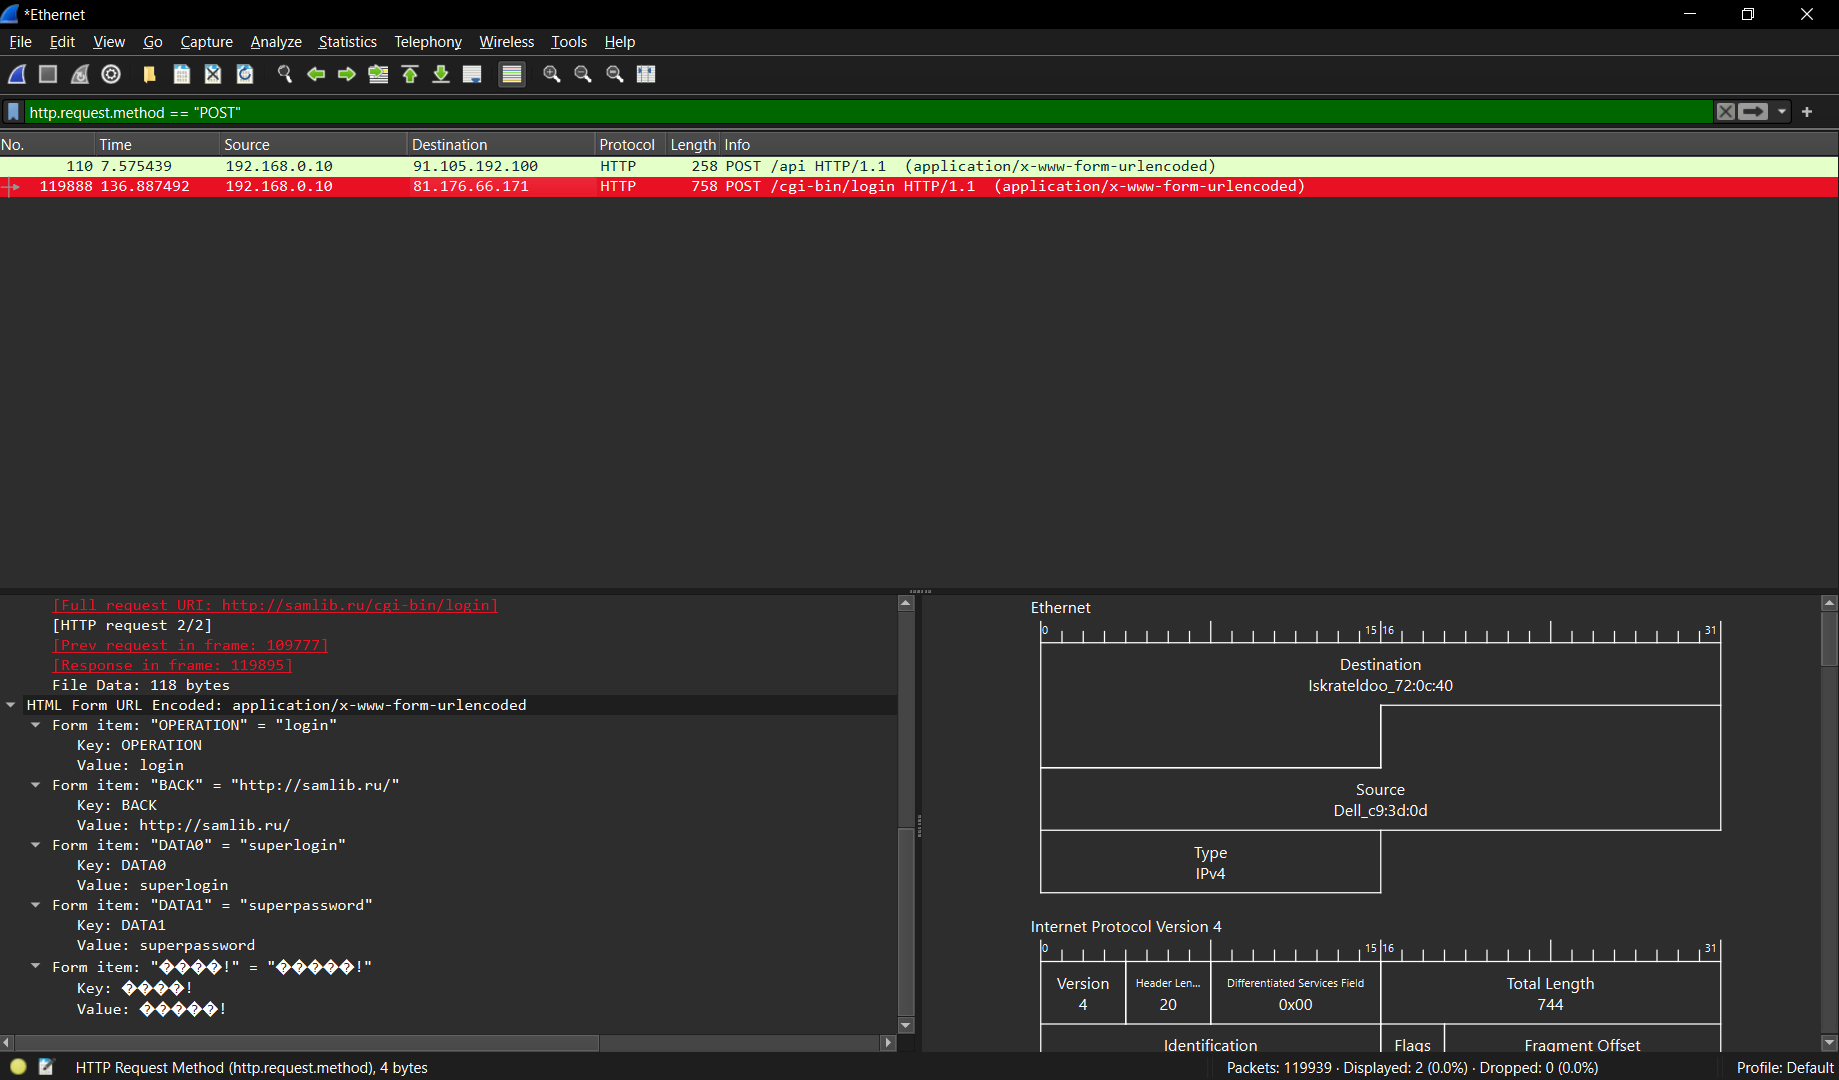 *Ethernet
File Edit View Go Capture Analyze Statistics Telephony Wireless Tools Help
http.request.method == "POST"
No. Time Source Destination Protocol Length Info
110 7.575439 192.168.0.10 91.105.192.100 HTTP 258 POST /api HTTP/1.1 (application/x-www-form-urlencoded)
119888 136.887492 192.168.0.10 81.176.66.171 HTTP 758 POST /cgi-bin/login HTTP/1.1 (application/x-www-form-urlencoded)
[Full request URI: http://samlib.ru/cgi-bin/login]
[HTTP request 2/2]
[Prev request in frame: 109777]
[Response in frame: 119895]
File Data: 118 bytes
HTML Form URL Encoded: application/x-www-form-urlencoded
Form item: "OPERATION" = "login"
Key: OPERATION
Value: login
Form item: "BACK" = "http://samlib.ru/"
Key: BACK
Value: http://samlib.ru/
Form item: "DATA0" = "superlogin"
Key: DATA0
Value: superlogin
Form item: "DATA1" = "superpassword"
Key: DATA1
Value: superpassword
Form item: "����!" = "�����!"
Key: ����!
Value: �����!
Ethernet
0 15 16 31
Destination
Iskrateldoo_72:0c:40
Source
Dell_c9:3d:0d
Type
IPv4
Internet Protocol Version 4
0 15 16 31
Version Header Len... Differentiated Services Field Total Length
4 20 0x00 744
Identification Flags Fragment Offset
HTTP Request Method (http.request.method), 4 bytes
Packets: 119939 · Displayed: 2 (0.0%) · Dropped: 0 (0.0%)
Profile: Default